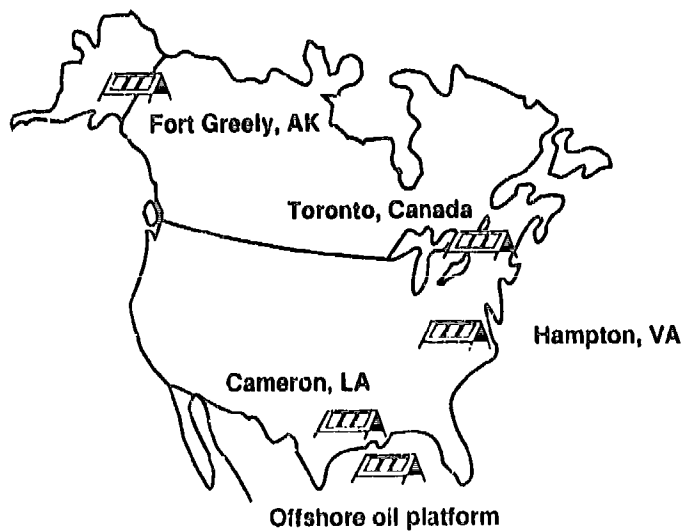 Fort Greely, AK
Toronto, Canada
Hampton, VA
Cameron, LA
Offshore oil platform